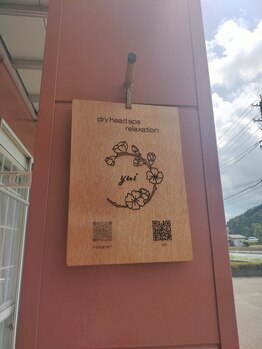 dry head spa
relaxation
yui